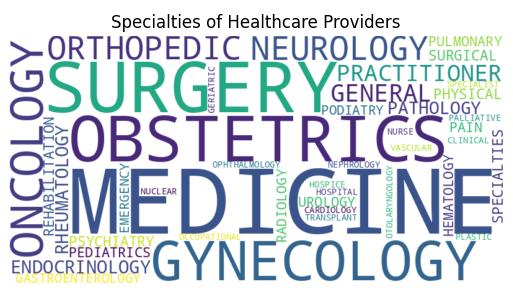 Specialties of Healthcare Providers
ORTHOPEDIC
NEUROLOGY
PULMONARY
SURGICAL
ONCOLOGY
SURGERY
GERIATRIC
PRACTITIONER
SPECIALIST
GENERAL
PHYSICAL
PODIATRY
PATHOLOGY
OBSTETRICS
PALLIATIVE
NURSE
PAIN
CLINICAL
VASCULAR
REHABILITATION
RHEUMATOLOGY
EMERGENCY
OPHTHALMOLOGY
NEPHROLOGY
MEDICINE
NUCLEAR
RADIOLOGY
HOSPICE
HOSPITAL
UROLOGY
CARDIOLOGY
TRANSPLANT
OTOLARYNGOLOGY
HEMATOLOGY
SPECIALTIES
PSYCHIATRY
OCCUPATIONAL
PLASTIC
PEDIATRICS
GYNECOLOGY
ENDOCRINOLOGY
GASTROENTEROLOGY